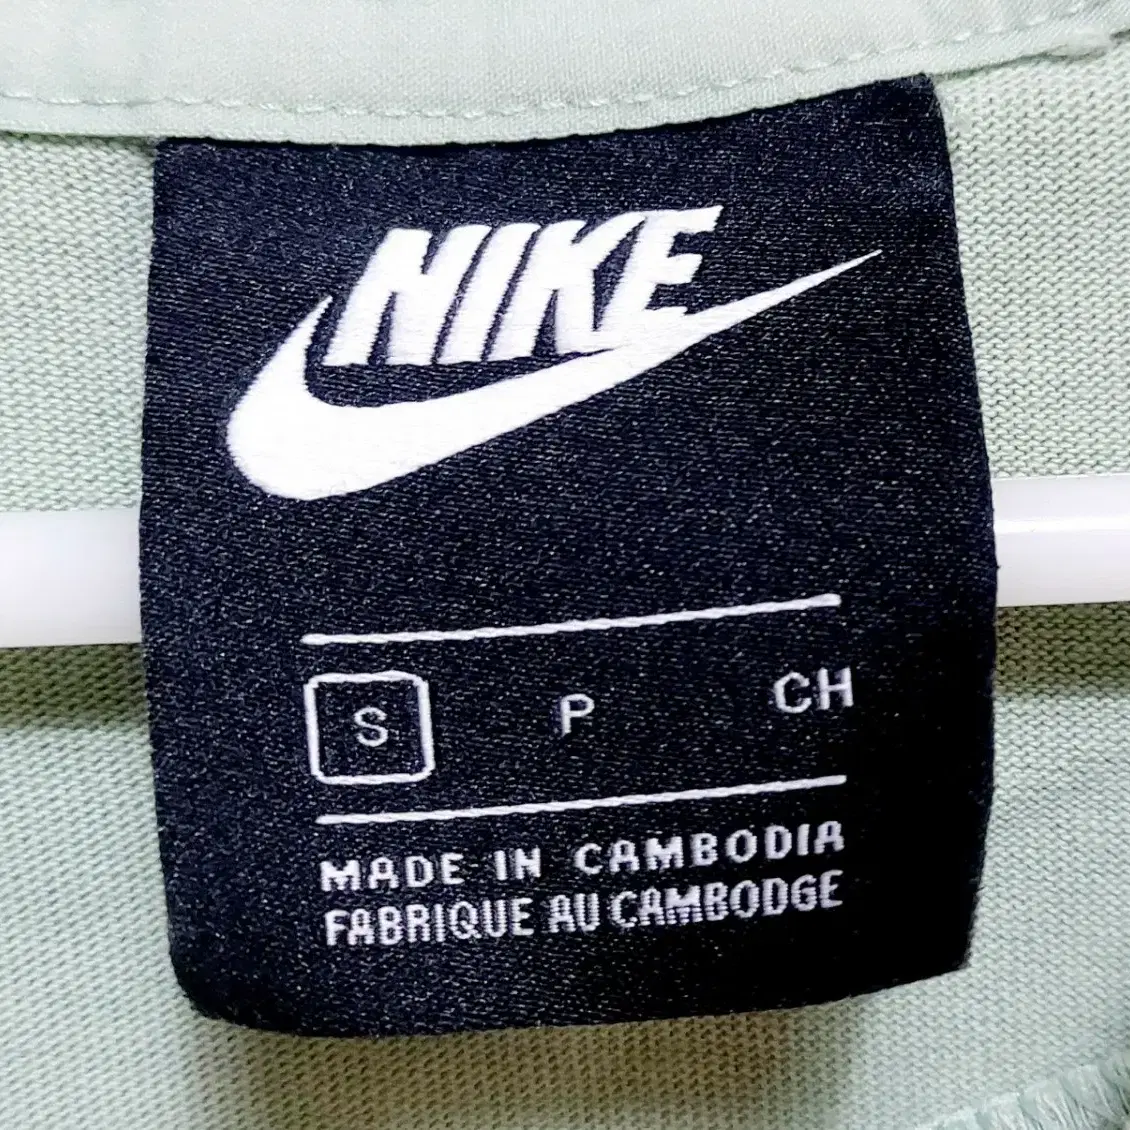 NIKE
S P CH
MADE IN CAMBODIA
FABRIQUE AU CAMBODGE